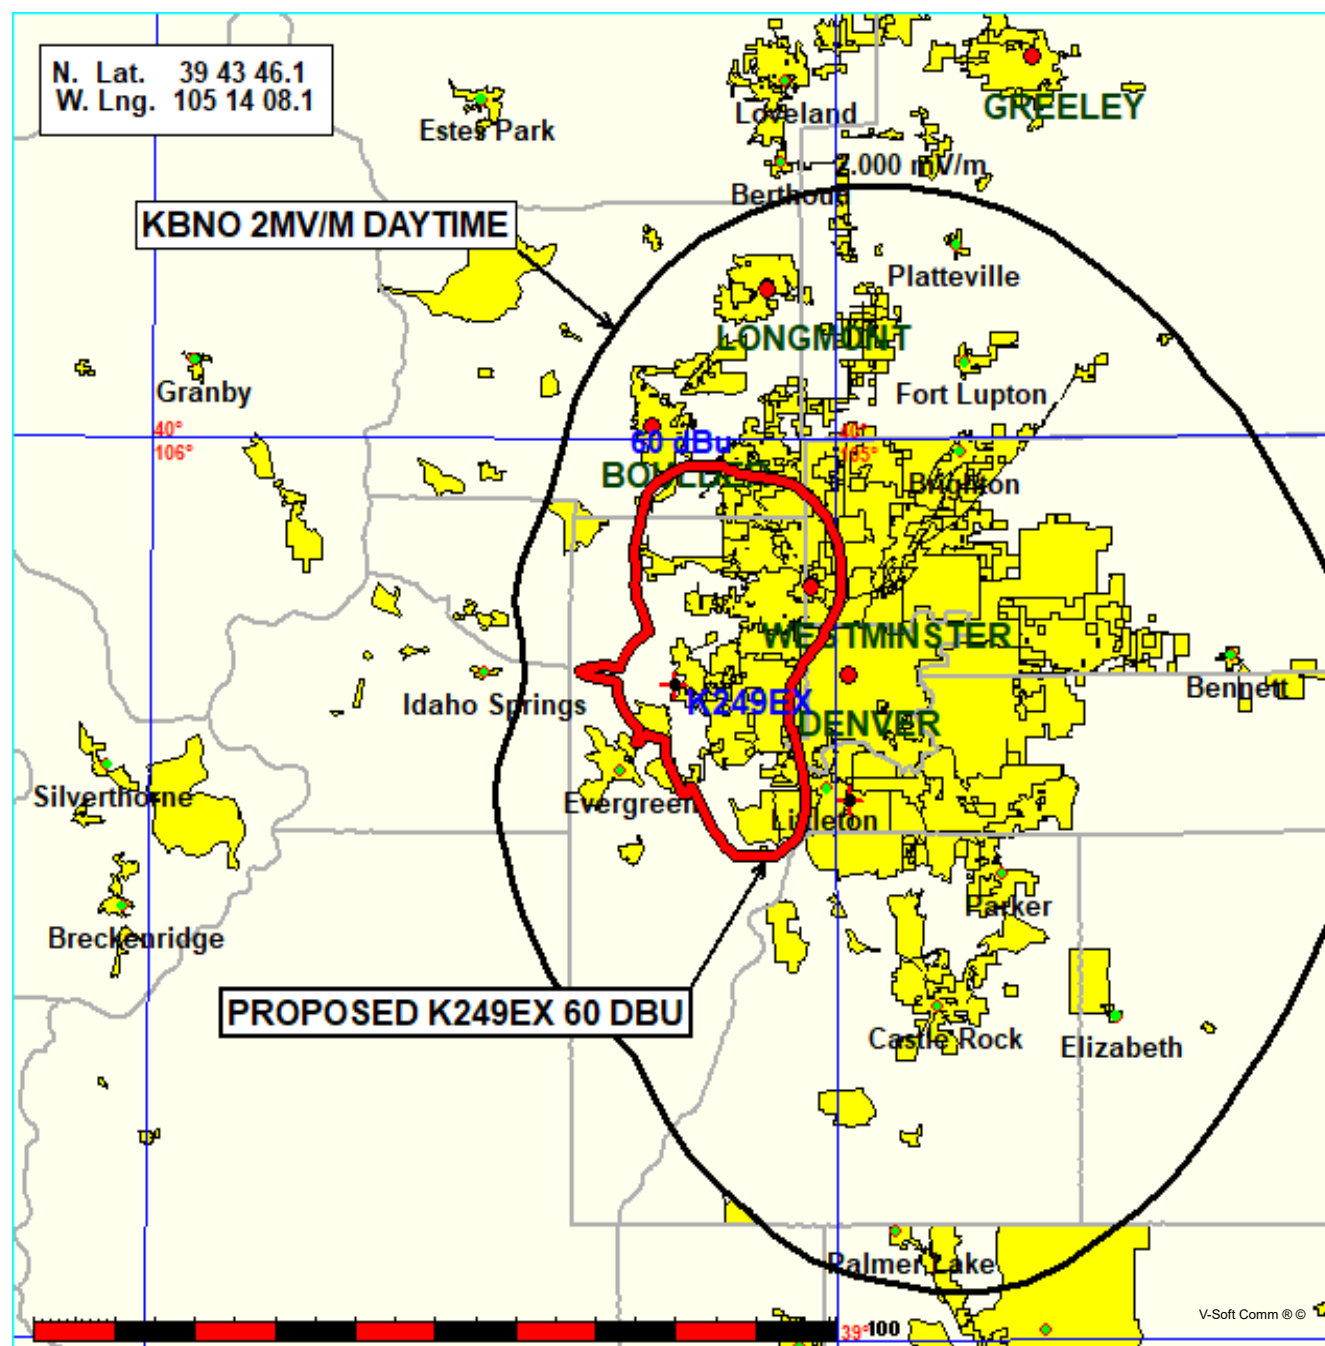 N. Lat. 39 43 46.1
W. Lng. 105 14 08.1
GREELEY
Loveland
Estes Park
2.000 mV/m
Berthoud
KBNO 2MV/M DAYTIME
Platteville
LONGMONT
Granby
Fort Lupton
40°
106°
40°
105°
60 dBu
BOULDER
Brighton
WESTMINSTER
Bennett
Idaho Springs
K249EX
DENVER
Silverthorne
Evergreen
Littleton
Parker
Breckenridge
PROPOSED K249EX 60 DBU
Castle Rock
Elizabeth
Palmer Lake
V-Soft Comm ® ©
39°
100